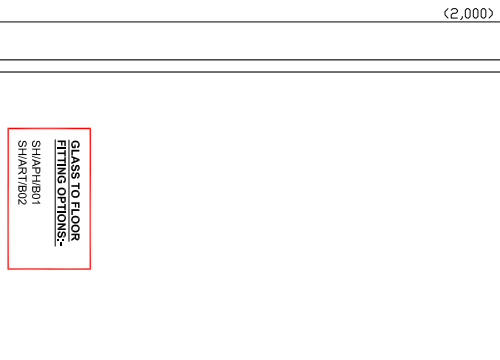 (2,000)
GLASS TO FLOOR
FITTING OPTIONS:-
SH/APH/B01
SH/ART/B02